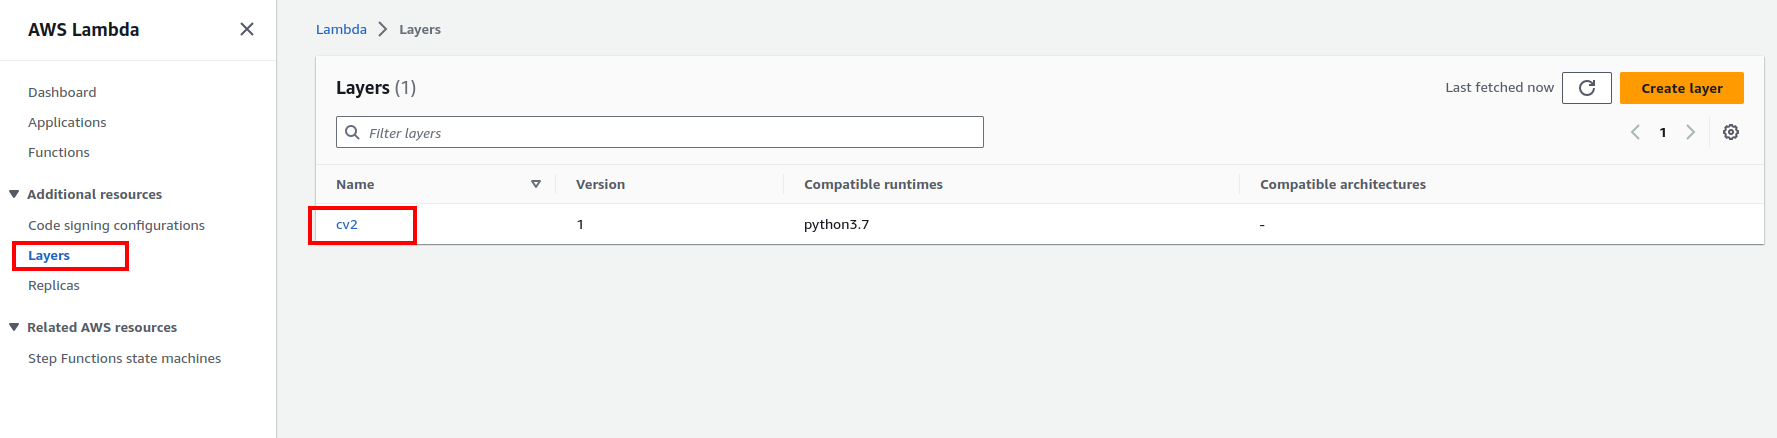 AWS Lambda
Dashboard
Applications
Functions
Additional resources
Code signing configurations
Layers
Replicas
Related AWS resources
Step Functions state machines
Lambda Layers
Layers (1)
Last fetched now
Create layer
Filter layers
1
Name Version Compatible runtimes Compatible architectures
cv2 1 python3.7 -